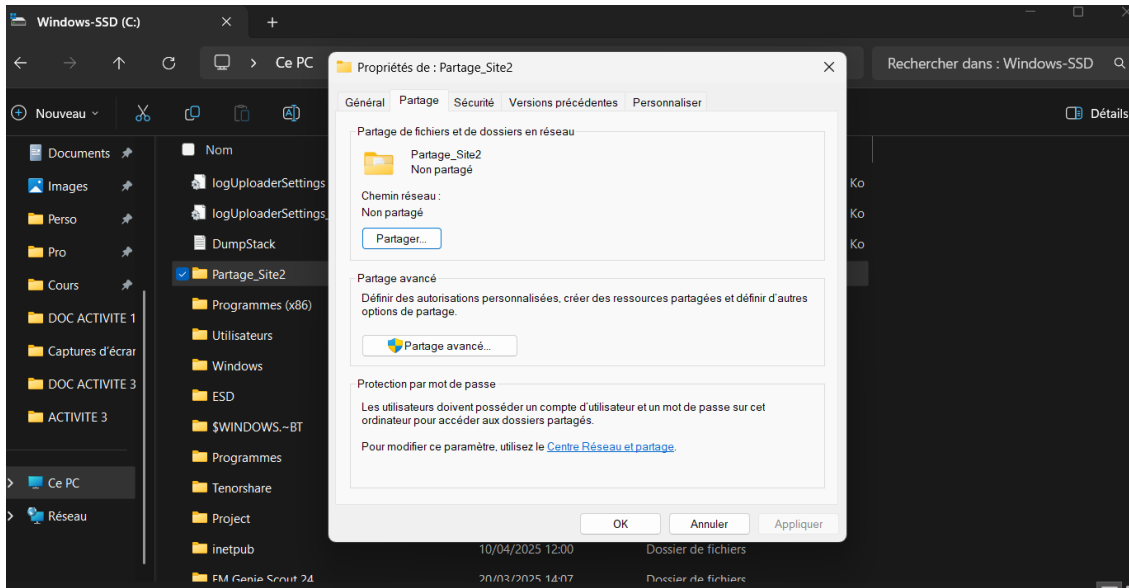 Windows-SSD (C:)
Ce PC
Rechercher dans : Windows-SSD
Nouveau
Détails
Documents
Images
Perso
Pro
Cours
DOC ACTIVITE 1
Captures d'écran
DOC ACTIVITE 3
ACTIVITE 3
Ce PC
Réseau
Nom
logUploaderSettings
Ko
logUploaderSettings_
Ko
DumpStack
Ko
Partage_Site2
Programmes (x86)
Utilisateurs
Windows
ESD
$WINDOWS.~BT
Programmes
Tenorshare
Project
inetpub
10/04/2025 12:00
Dossier de fichiers
FM Genie Scout 24
20/03/2025 14:07
Dossier de fichiers
Propriétés de : Partage_Site2
Général Partage Sécurité Versions précédentes Personnaliser
Partage de fichiers et de dossiers en réseau
Partage_Site2
Non partagé
Chemin réseau :
Non partagé
Partager...
Partage avancé
Définir des autorisations personnalisées, créer des ressources partagées et définir d'autres
options de partage.
Partage avancé...
Protection par mot de passe
Les utilisateurs doivent posséder un compte d'utilisateur et un mot de passe sur cet
ordinateur pour accéder aux dossiers partagés.
Pour modifier ce paramètre, utilisez le Centre Réseau et partage.
OK
Annuler
Appliquer